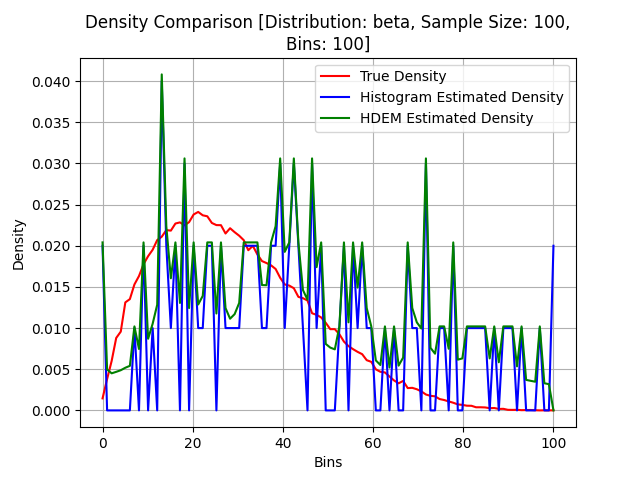 Density Comparison [Distribution: beta, Sample Size: 100,
Bins: 100]
True Density
Histogram Estimated Density
HDEM Estimated Density
Density
0.040
0.035
0.030
0.025
0.020
0.015
0.010
0.005
0.000
0
20
40
60
80
100
Bins